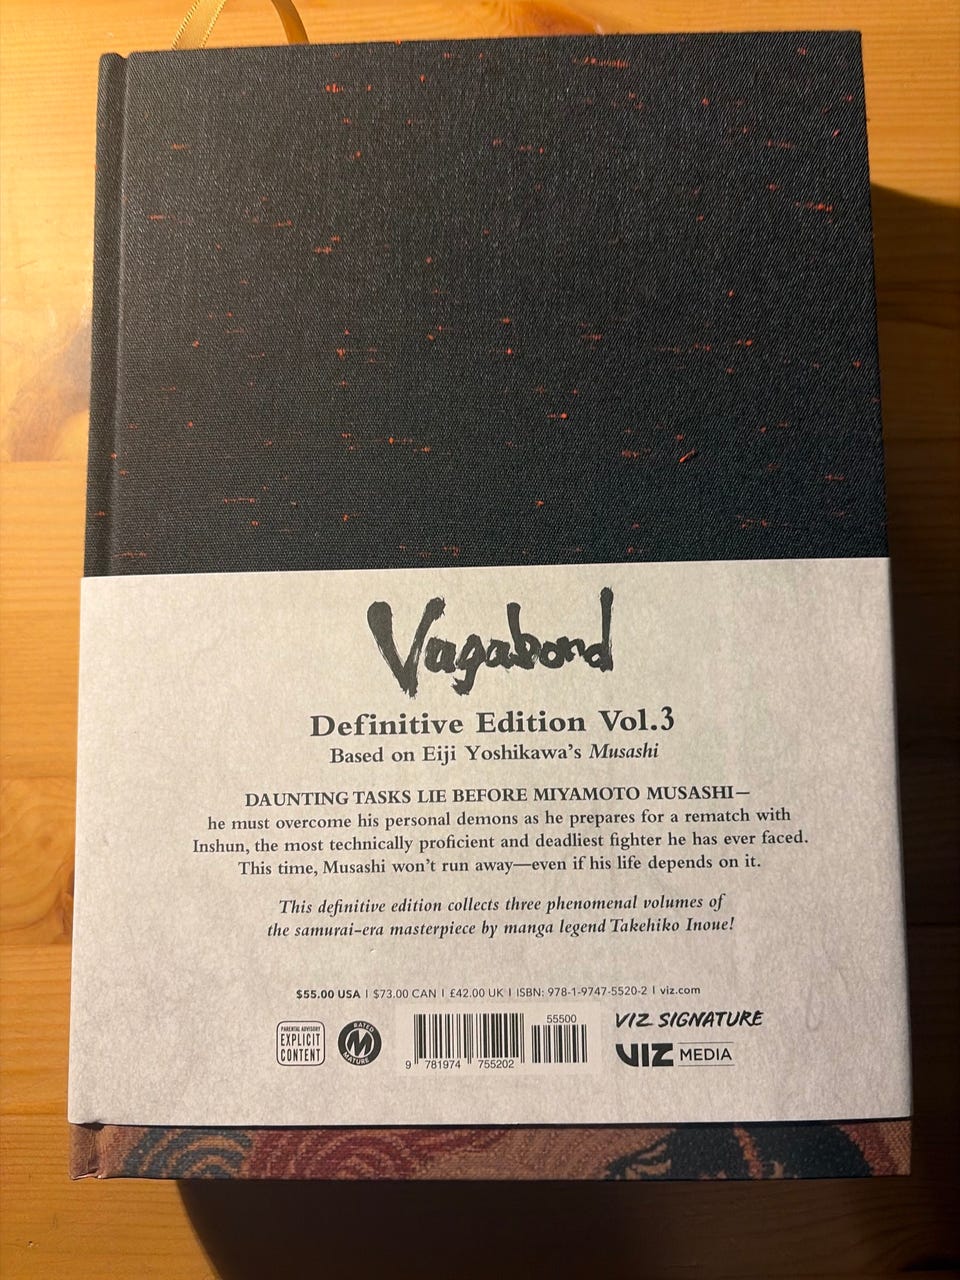 Vagabond
Definitive Edition Vol.3
Based on Eiji Yoshikawa's Musashi
DAUNTING TASKS LIE BEFORE MIYAMOTO MUSASHI—
he must overcome his personal demons as he prepares for a rematch with
Inshun, the most technically proficient and deadliest fighter he has ever faced.
This time, Musashi won't run away—even if his life depends on it.
This definitive edition collects three phenomenal volumes of
the samurai-era masterpiece by manga legend Takehiko Inoue!
$55.00 USA | $73.00 CAN | £42.00 UK | ISBN: 978-1-9747-5520-2 | viz.com
PARENTAL ADVISORY
EXPLICIT
CONTENT
RATED
M
MATURE
55500
9 781974 755202
VIZ SIGNATURE
VIZ MEDIA